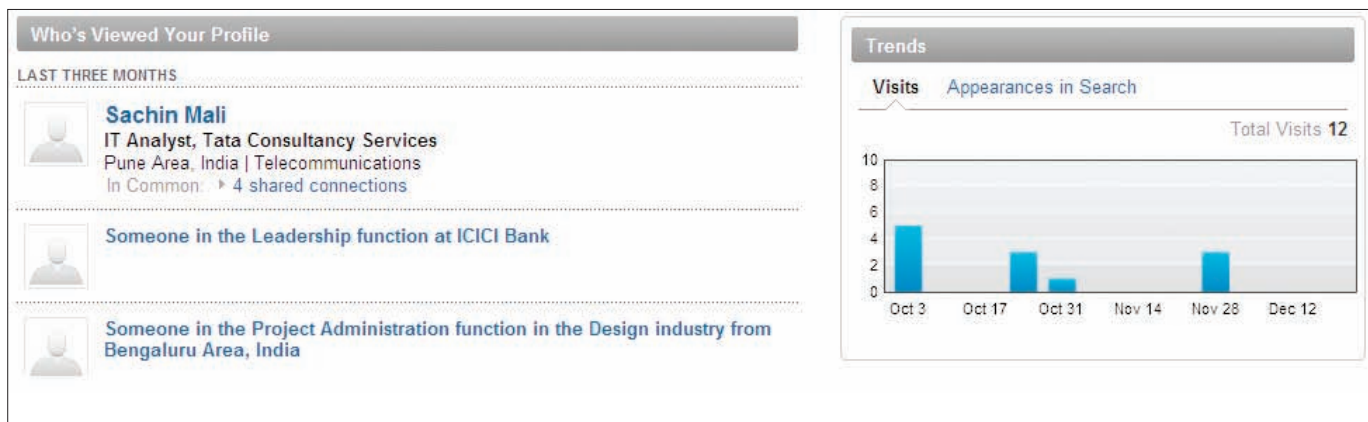 Who's Viewed Your Profile
LAST THREE MONTHS
Sachin Mali
IT Analyst, Tata Consultancy Services
Pune Area, India | Telecommunications
In Common: 4 shared connections
Someone in the Leadership function at ICICI Bank
Someone in the Project Administration function in the Design industry from
Bengaluru Area, India
Trends
Visits Appearances in Search
Total Visits 12
10
8
6
4
2
0
Oct 3 Oct 17 Oct 31 Nov 14 Nov 28 Dec 12